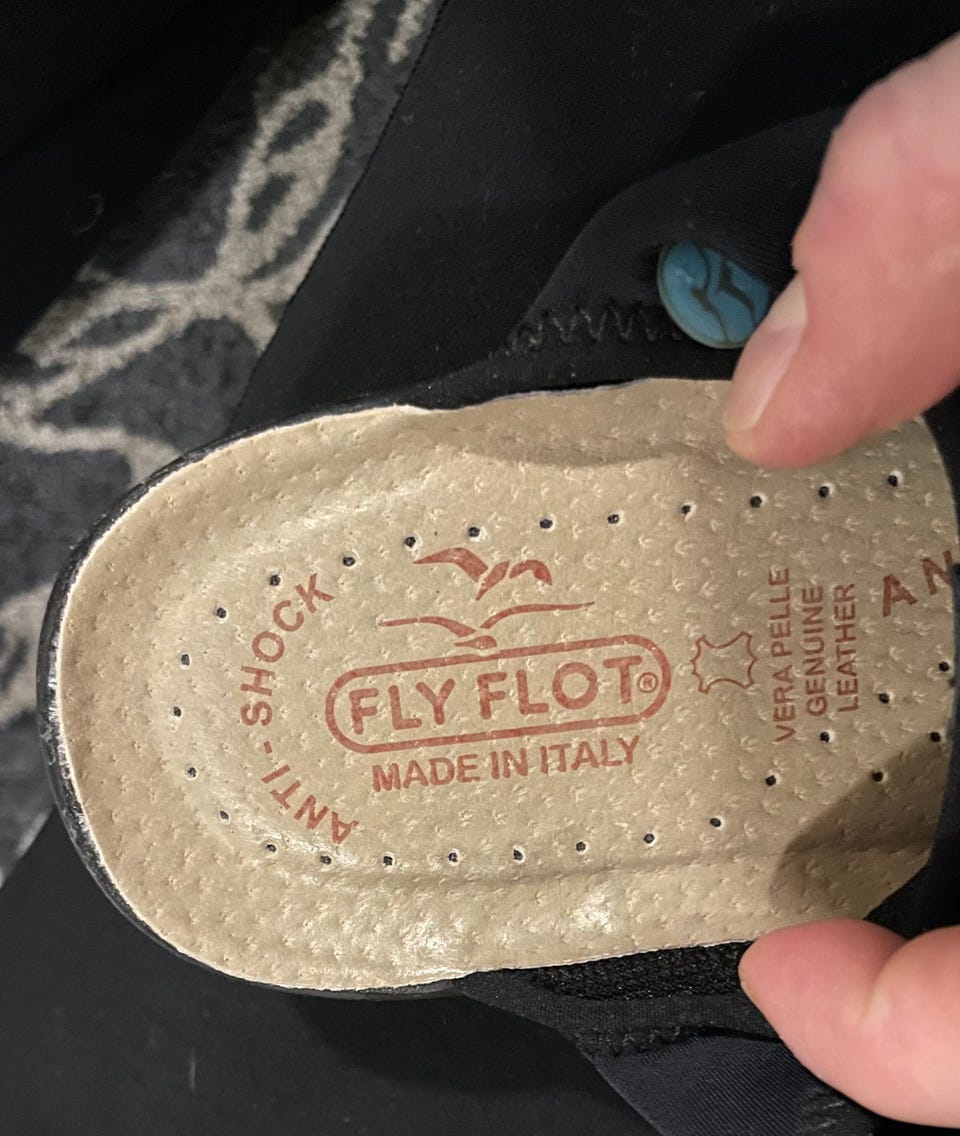 ANTI-SHOCK
FLY FLOT®
MADE IN ITALY
VERA PELLE
GENUINE
LEATHER
AN